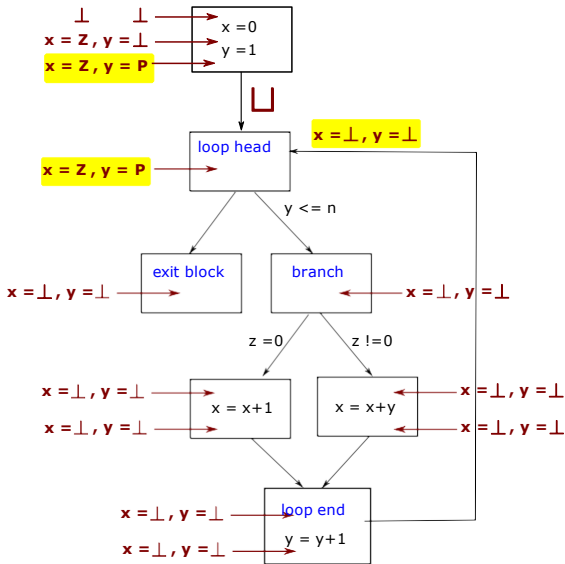 ⊥ ⊥
x = 0
x = Z , y = ⊥
y = 1
x = Z , y = P
⊔
x = ⊥ , y = ⊥
loop head
x = Z , y = P
y <= n
exit block
branch
x = ⊥ , y = ⊥
x = ⊥ , y = ⊥
z =0
z !=0
x = ⊥ , y = ⊥
x = ⊥ , y = ⊥
x = x+1
x = x+y
x = ⊥ , y = ⊥
x = ⊥ , y = ⊥
loop end
x = ⊥ , y = ⊥
y = y+1
x = ⊥ , y = ⊥